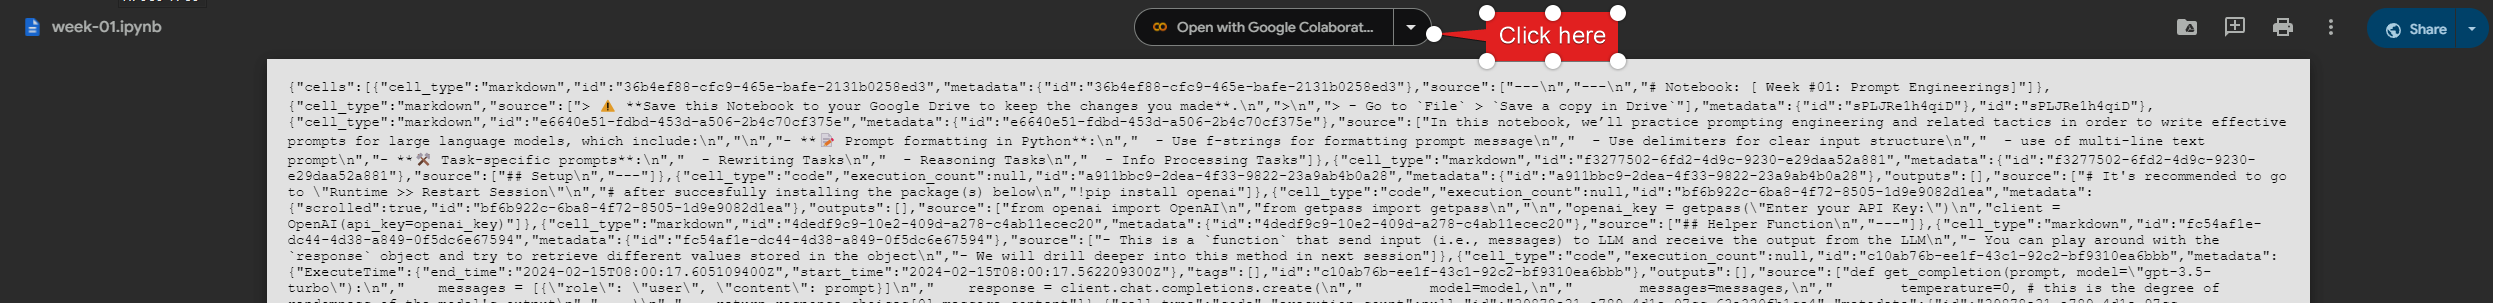 week-01.ipynb
Open with Google Colaborat...
Click here
Share
{"cells":[{"cell_type":"markdown","id":"36b4ef88-cfc9-465e-bafe-2131b0258ed3","metadata":{"id":"36b4ef88-cfc9-465e-bafe-2131b0258ed3"},"source":["---\n","---\n","# Notebook: [ Week #01: Prompt Engineerings]"]},
{"cell_type":"markdown","source":["> ⚠️ **Save this Notebook to your Google Drive to keep the changes you made**.\n",">\n","> - Go to `File` > `Save a copy in Drive`"],"metadata":{"id":"sPLJRe1h4qiD"},"id":"sPLJRe1h4qiD"},
{"cell_type":"markdown","id":"e6640e51-fdbd-453d-a506-2b4c70cf375e","metadata":{"id":"e6640e51-fdbd-453d-a506-2b4c70cf375e"},"source":["In this notebook, we’ll practice prompting engineering and related tactics in order to write effective
prompts for large language models, which include:\n","\n","- **📝 Prompt formatting in Python**:\n","  - Use f-strings for formatting prompt message\n","  - Use delimiters for clear input structure\n","  - use of multi-line text
prompt\n","- **🛠️ Task-specific prompts**:\n","  - Rewriting Tasks\n","  - Reasoning Tasks\n","  - Info Processing Tasks"]},{"cell_type":"markdown","id":"f3277502-6fd2-4d9c-9230-e29daa52a881","metadata":{"id":"f3277502-6fd2-4d9c-9230-
e29daa52a881"},"source":["## Setup\n","---"]},{"cell_type":"code","execution_count":null,"id":"a911bbc9-2dea-4f33-9822-23a9ab4b0a28","metadata":{"id":"a911bbc9-2dea-4f33-9822-23a9ab4b0a28"},"outputs":[],"source":["# It's recommended to go
to \"Runtime >> Restart Session\"\n","# after succesfully installing the package(s) below\n","!pip install openai"]},{"cell_type":"code","execution_count":null,"id":"bf6b922c-6ba8-4f72-8505-1d9e9082d1ea","metadata":
{"scrolled":true,"id":"bf6b922c-6ba8-4f72-8505-1d9e9082d1ea"},"outputs":[],"source":["from openai import OpenAI\n","from getpass import getpass\n","\n","openai_key = getpass(\"Enter your API Key:\")\n","client =
OpenAI(api_key=openai_key)"]},{"cell_type":"markdown","id":"4dedf9c9-10e2-409d-a278-c4ab11ecec20","metadata":{"id":"4dedf9c9-10e2-409d-a278-c4ab11ecec20"},"source":["## Helper Function\n","---"]},{"cell_type":"markdown","id":"fc54af1e-
dc44-4d38-a849-0f5dc6e67594","metadata":{"id":"fc54af1e-dc44-4d38-a849-0f5dc6e67594"},"source":["- This is a `function` that send input (i.e., messages) to LLM and receive the output from the LLM\n","- You can play around with the
`response` object and try to retrieve different values stored in the object\n","- We will drill deeper into this method in next session"]},{"cell_type":"code","execution_count":null,"id":"c10ab76b-ee1f-43c1-92c2-bf9310ea6bbb","metadata":
{"ExecuteTime":{"end_time":"2024-02-15T08:00:17.605109400Z","start_time":"2024-02-15T08:00:17.562209300Z"},"tags":[],"id":"c10ab76b-ee1f-43c1-92c2-bf9310ea6bbb"},"outputs":[],"source":["def get_completion(prompt, model=\"gpt-3.5-
turbo\"):\n","    messages = [{\"role\": \"user\", \"content\": prompt}]\n","    response = client.chat.completions.create(\n","        model=model,\n","        messages=messages,\n","        temperature=0, # this is the degree of